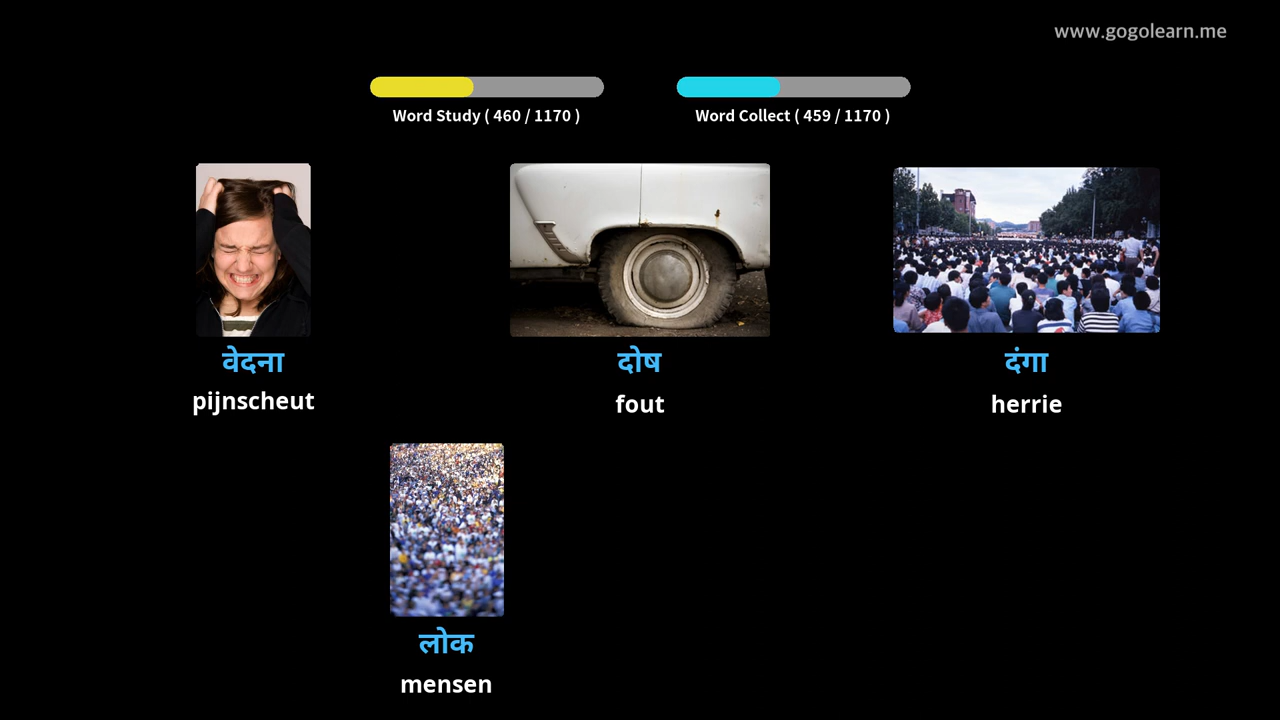 www.gogolearn.me
Word Study ( 460 / 1170 )
Word Collect ( 459 / 1170 )
वेदना
pijnscheut
दोष
fout
दंगा
herrie
लोक
mensen